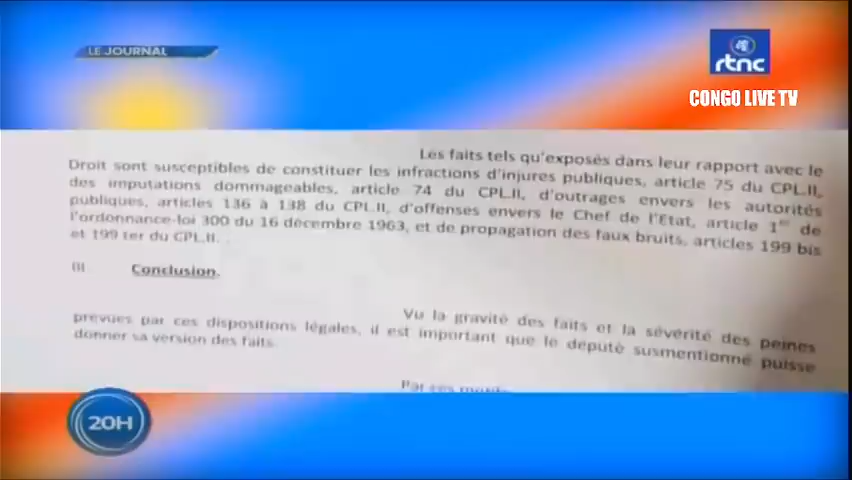 LE JOURNAL
rtnc
CONGO LIVE TV
Les faits tels qu'exposés dans leur rapport avec le
Droit sont susceptibles de constituer les infractions d'injures publiques, article 75 du CPL.II,
des imputations dommageables, article 74 du CPL.II, d'outrages envers les autorités
publiques, articles 136 à 138 du CPL.II, d'offenses envers le Chef de l'Etat, article 1er de
l'ordonnance-loi 300 du 16 décembre 1963, et de propagation des faux bruits, articles 199 bis
et 199 ter du CPL.II.
III. Conclusion.
Vu la gravité des faits et la sévérité des peines
prévues par ces dispositions légales, il est important que le député susmentionné puisse
donner sa version des faits.
Par ces
20H